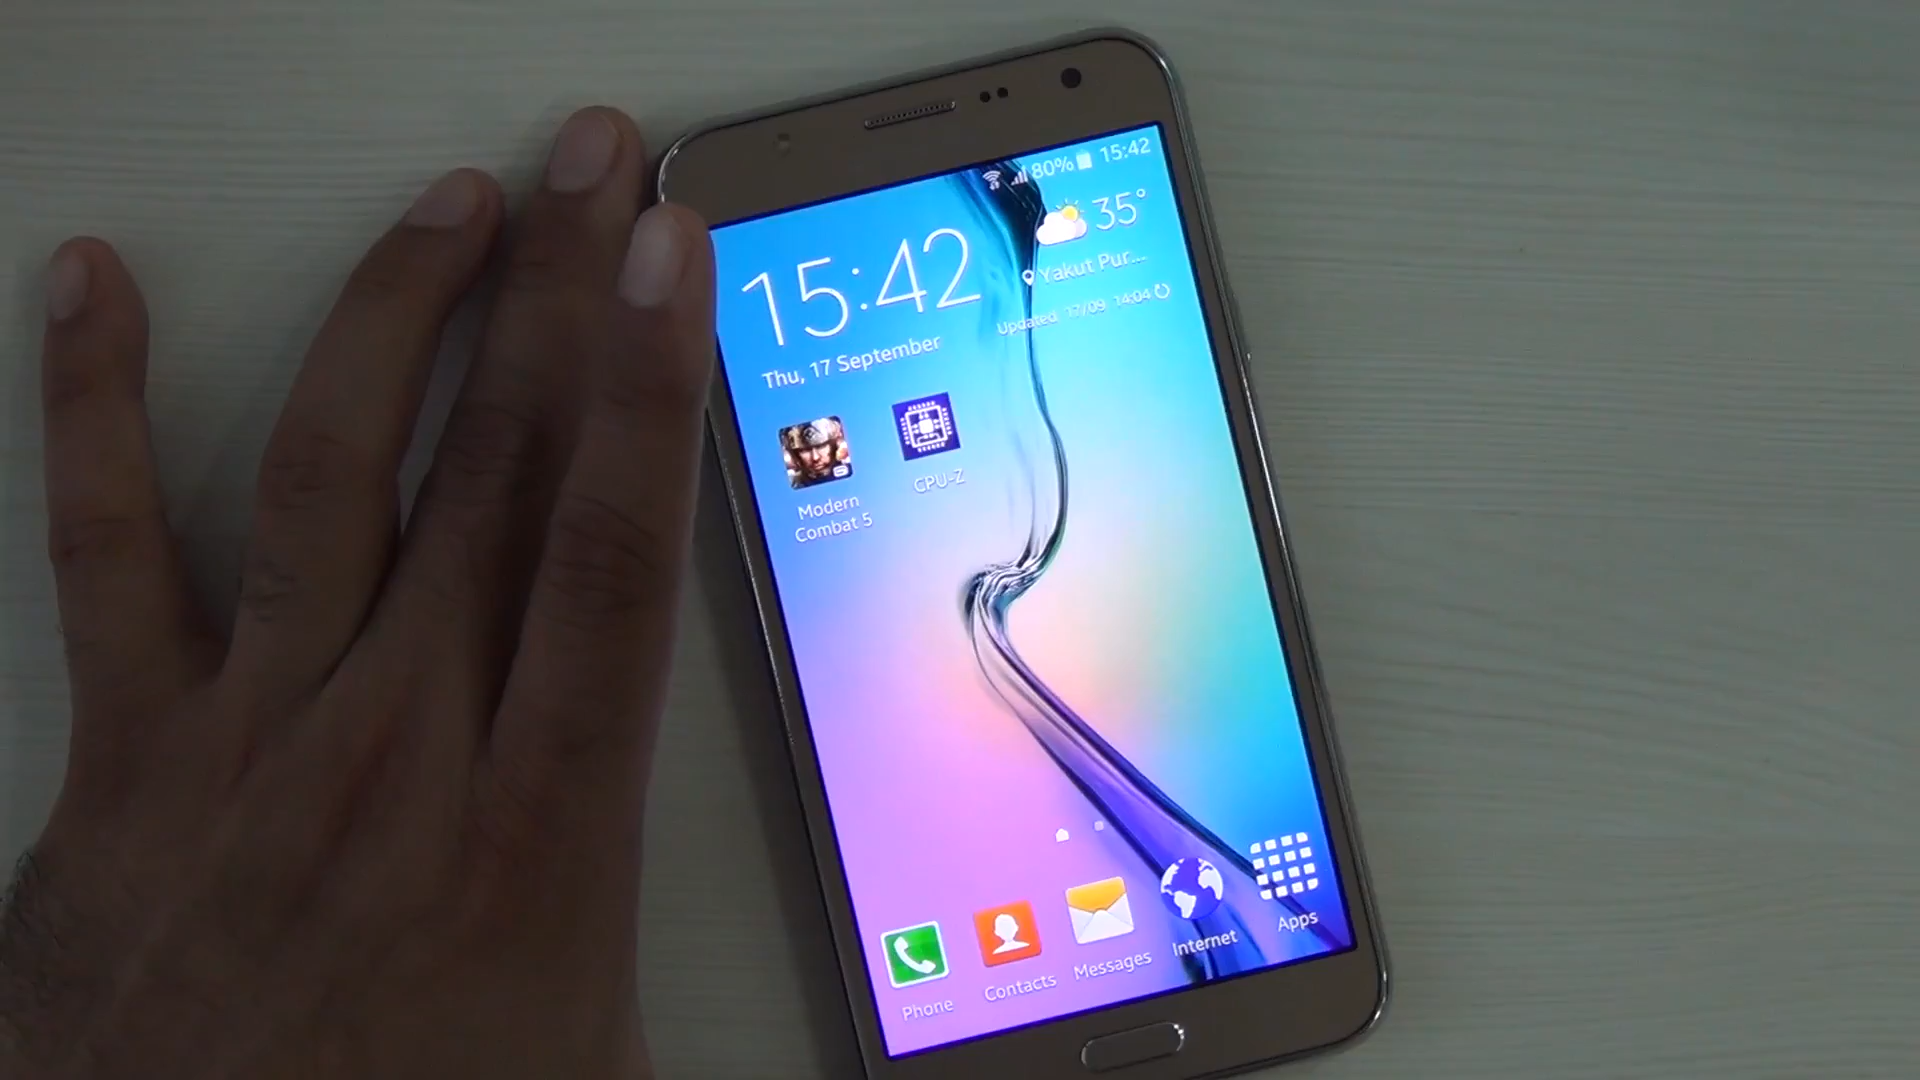 80% 15:42
15:42
35°
Yakut Pur...
Updated 17/09 14:04
Thu, 17 September
Modern
Combat 5
CPU-Z
Phone
Contacts
Messages
Internet
Apps